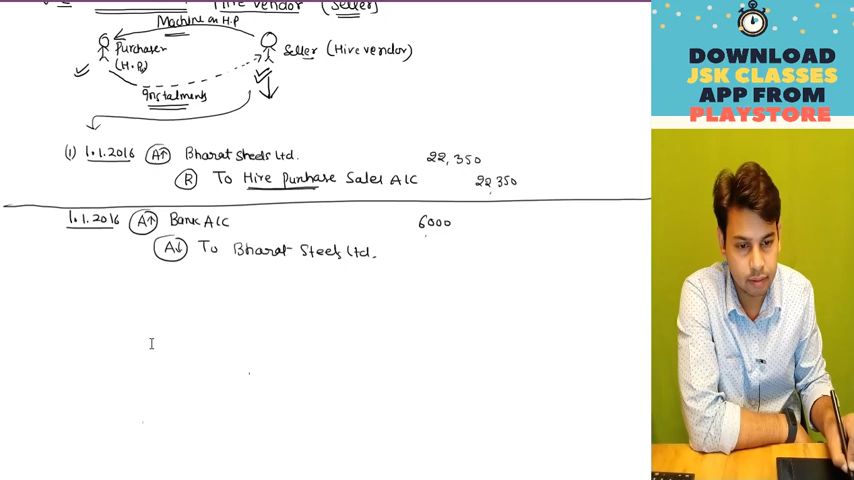 Hire vendor (Seller)
Machine on H.P
Purchaser
(H.P)
Seller (Hire vendor)
Instalments
(1) 1.1.2016 A↑ Bharat Steels Ltd. 22,350
R To Hire Purhase Sales A/C 22,350
1.1.2016 A↑ Bank A/C 6000
A↓ To Bharat Steels Ltd.
DOWNLOAD
JSK CLASSES
APP FROM
PLAYSTORE